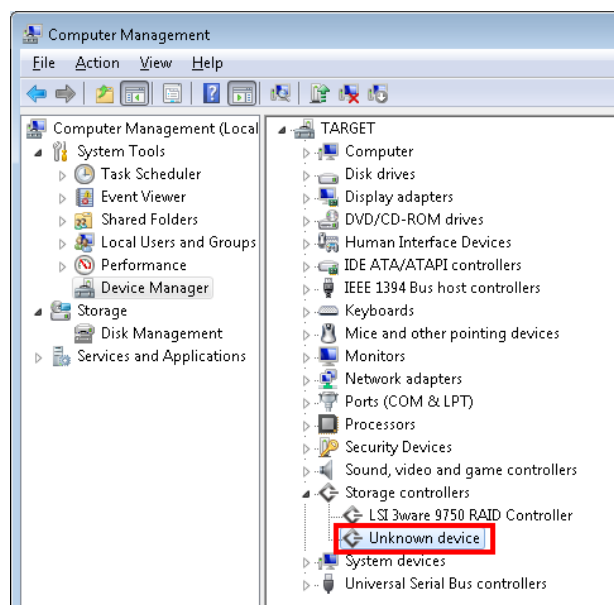 Computer Management
File Action View Help
Computer Management (Local
System Tools
Task Scheduler
Event Viewer
Shared Folders
Local Users and Groups
Performance
Device Manager
Storage
Disk Management
Services and Applications
TARGET
Computer
Disk drives
Display adapters
DVD/CD-ROM drives
Human Interface Devices
IDE ATA/ATAPI controllers
IEEE 1394 Bus host controllers
Keyboards
Mice and other pointing devices
Monitors
Network adapters
Ports (COM & LPT)
Processors
Security Devices
Sound, video and game controllers
Storage controllers
LSI 3ware 9750 RAID Controller
Unknown device
System devices
Universal Serial Bus controllers